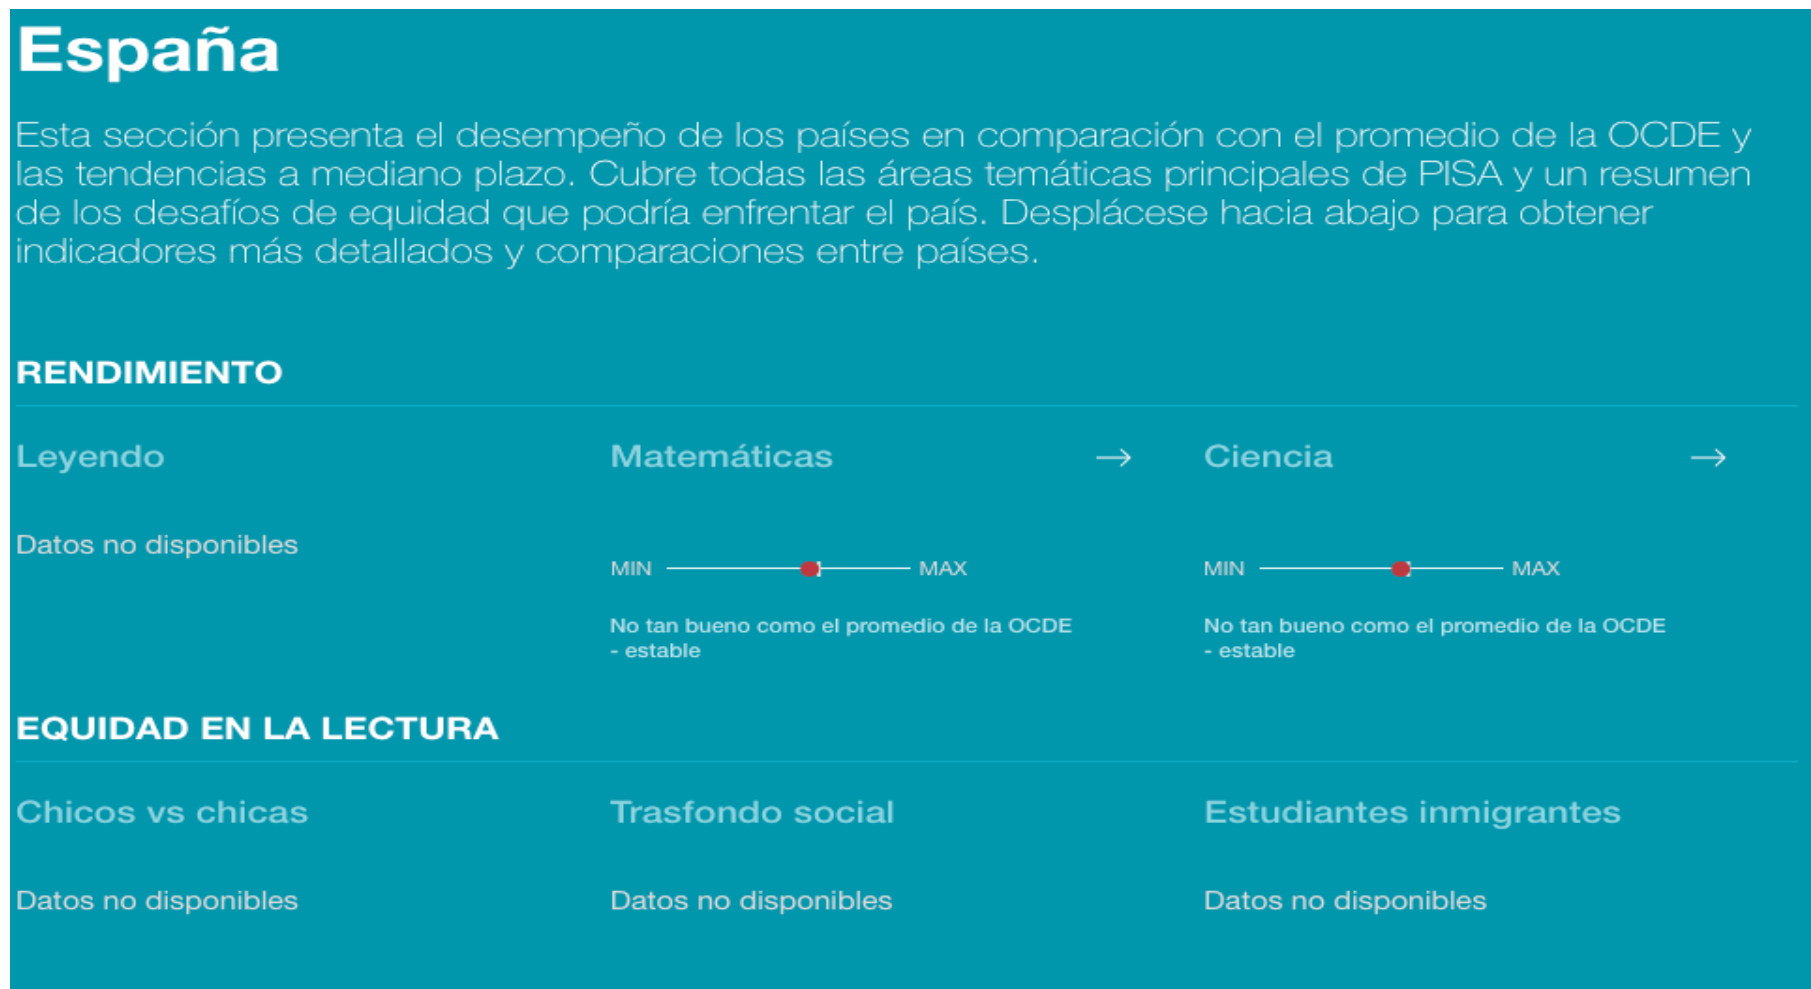 España
Esta sección presenta el desempeño de los países en comparación con el promedio de la OCDE y
las tendencias a mediano plazo. Cubre todas las áreas temáticas principales de PISA y un resumen
de los desafíos de equidad que podría enfrentar el país. Desplácese hacia abajo para obtener
indicadores más detallados y comparaciones entre países.
RENDIMIENTO
Leyendo
Datos no disponibles
Matemáticas →
MIN MAX
No tan bueno como el promedio de la OCDE
- estable
Ciencia →
MIN MAX
No tan bueno como el promedio de la OCDE
- estable
EQUIDAD EN LA LECTURA
Chicos vs chicas
Datos no disponibles
Trasfondo social
Datos no disponibles
Estudiantes inmigrantes
Datos no disponibles